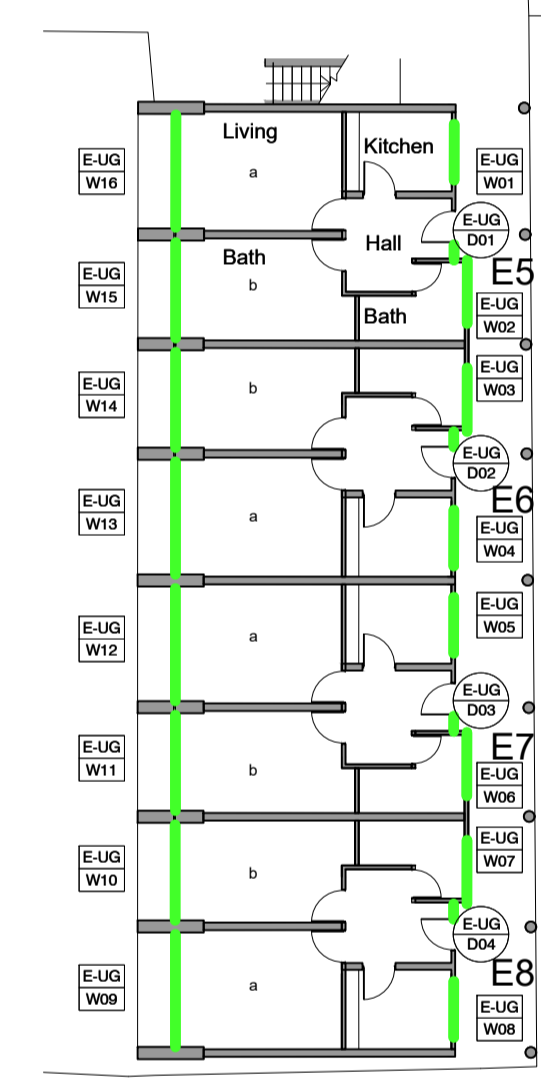 Living
Kitchen
E-UG
W16
a
E-UG
W01
E-UG
D01
Hall
Bath
E5
E-UG
W15
b
Bath
E-UG
W02
E-UG
W03
E-UG
W14
b
E-UG
D02
E6
E-UG
W13
a
E-UG
W04
E-UG
W05
E-UG
W12
a
E-UG
D03
E7
E-UG
W11
b
E-UG
W06
E-UG
W07
E-UG
W10
b
E-UG
D04
E8
E-UG
W09
a
E-UG
W08